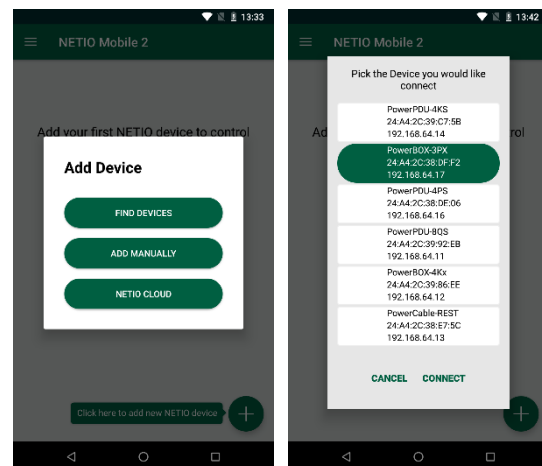 13:33
NETIO Mobile 2
Add your first NETIO device to control
Add Device
FIND DEVICES
ADD MANUALLY
NETIO CLOUD
Click here to add new NETIO device
13:42
NETIO Mobile 2
Ad
rol
Pick the Device you would like
connect
PowerPDU-4KS
24:A4:2C:39:C7:5B
192.168.64.14
PowerBOX-3PX
24:A4:2C:38:DF:F2
192.168.64.17
PowerPDU-4PS
24:A4:2C:38:DE:06
192.168.64.16
PowerPDU-8QS
24:A4:2C:39:92:EB
192.168.64.11
PowerBOX-4Kx
24:A4:2C:39:86:EE
192.168.64.12
PowerCable-REST
24:A4:2C:38:E7:5C
192.168.64.13
CANCEL CONNECT